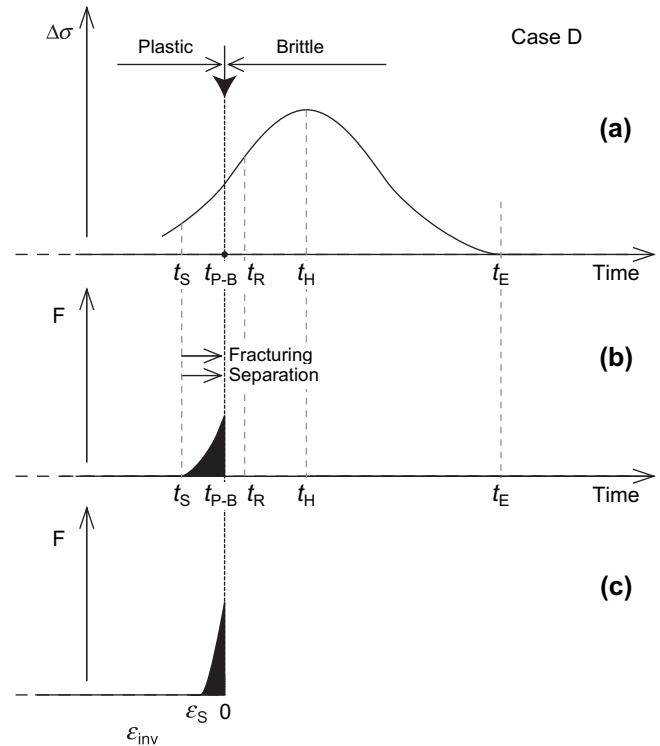 Δσ
Plastic
Brittle
Case D
(a)
tS tP-B tR tH tE Time
F
Fracturing
Separation
(b)
tS tP-B tR tH tE Time
F
(c)
εS 0
εinv